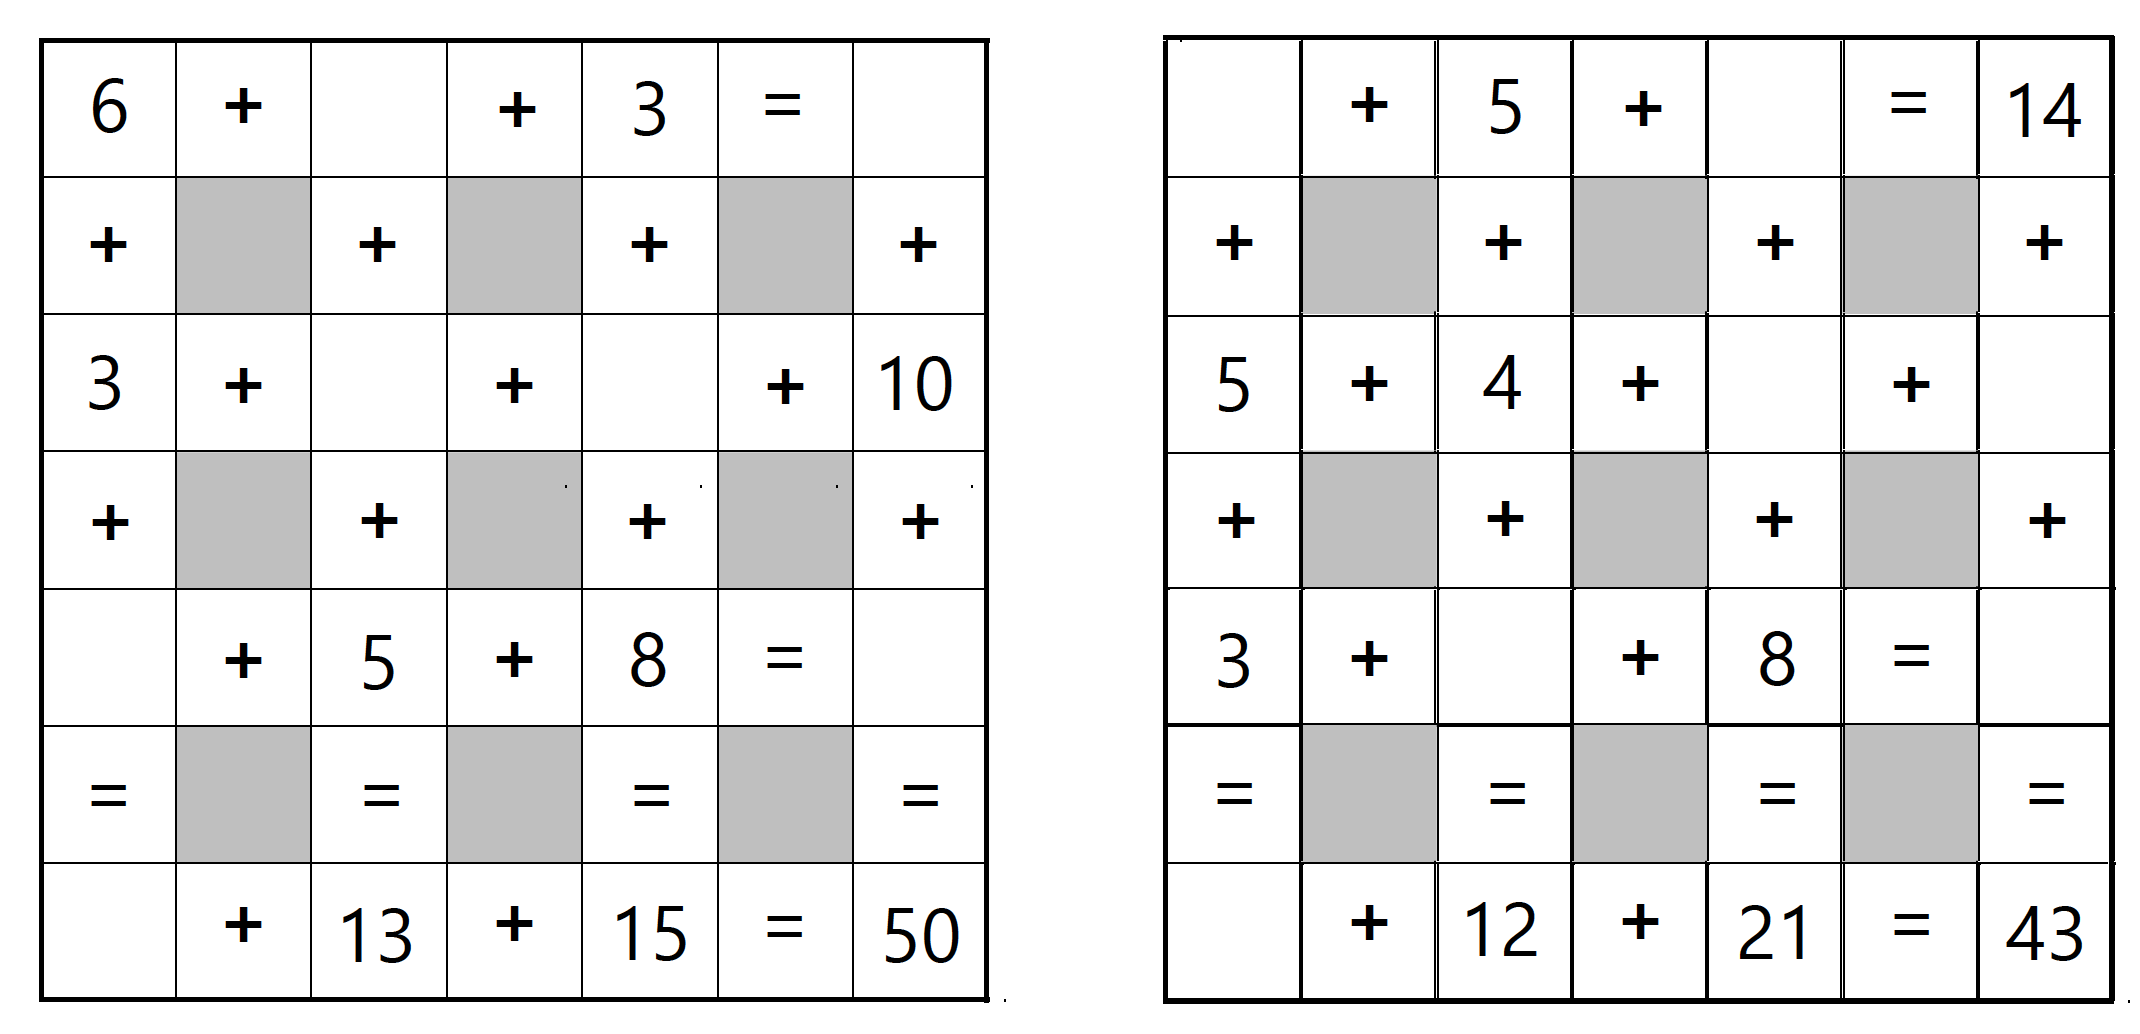 6 + + 3 =
+ + + +
3 + + + 10
+ + + +
+ 5 + 8 =
= = = =
+ 13 + 15 = 50
+ 5 + = 14
+ + + +
5 + 4 + +
+ + + +
3 + + 8 =
= = = =
+ 12 + 21 = 43